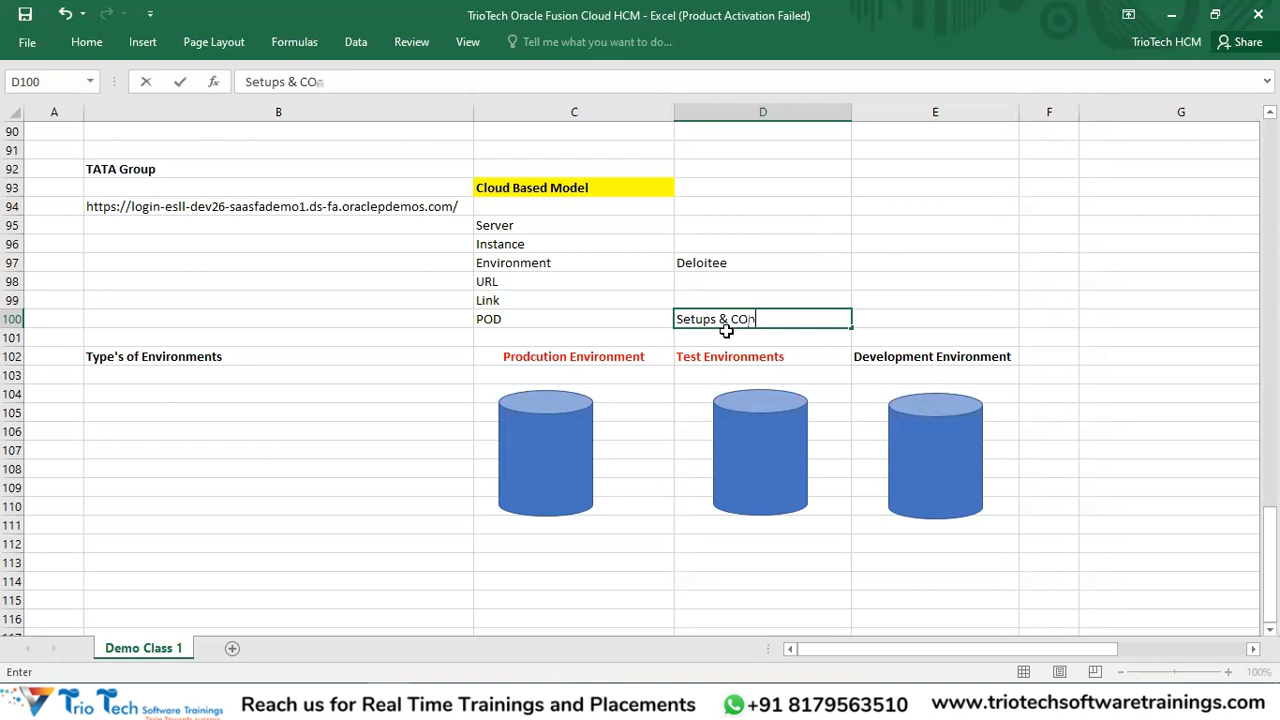 TrioTech Oracle Fusion Cloud HCM - Excel (Product Activation Failed)
File Home Insert Page Layout Formulas Data Review View Tell me what you want to do... TrioTech HCM Share
D100 fx Setups & COn
A B C D E F G
90
91
92 TATA Group
93 Cloud Based Model
94 https://login-esll-dev26-saasfademo1.ds-fa.oraclepdemos.com/
95 Server
96 Instance
97 Environment Deloitee
98 URL
99 Link
100 POD Setups & COn
101
102 Type's of Environments Prodcution Environment Test Environments Development Environment
103
104
105
106
107
108
109
110
111
112
113
114
115
116
Demo Class 1
Enter 100%
Trio Tech Software Trainings
Reach us for Real Time Trainings and Placements +91 8179563510 www.triotechsoftwaretrainings.com